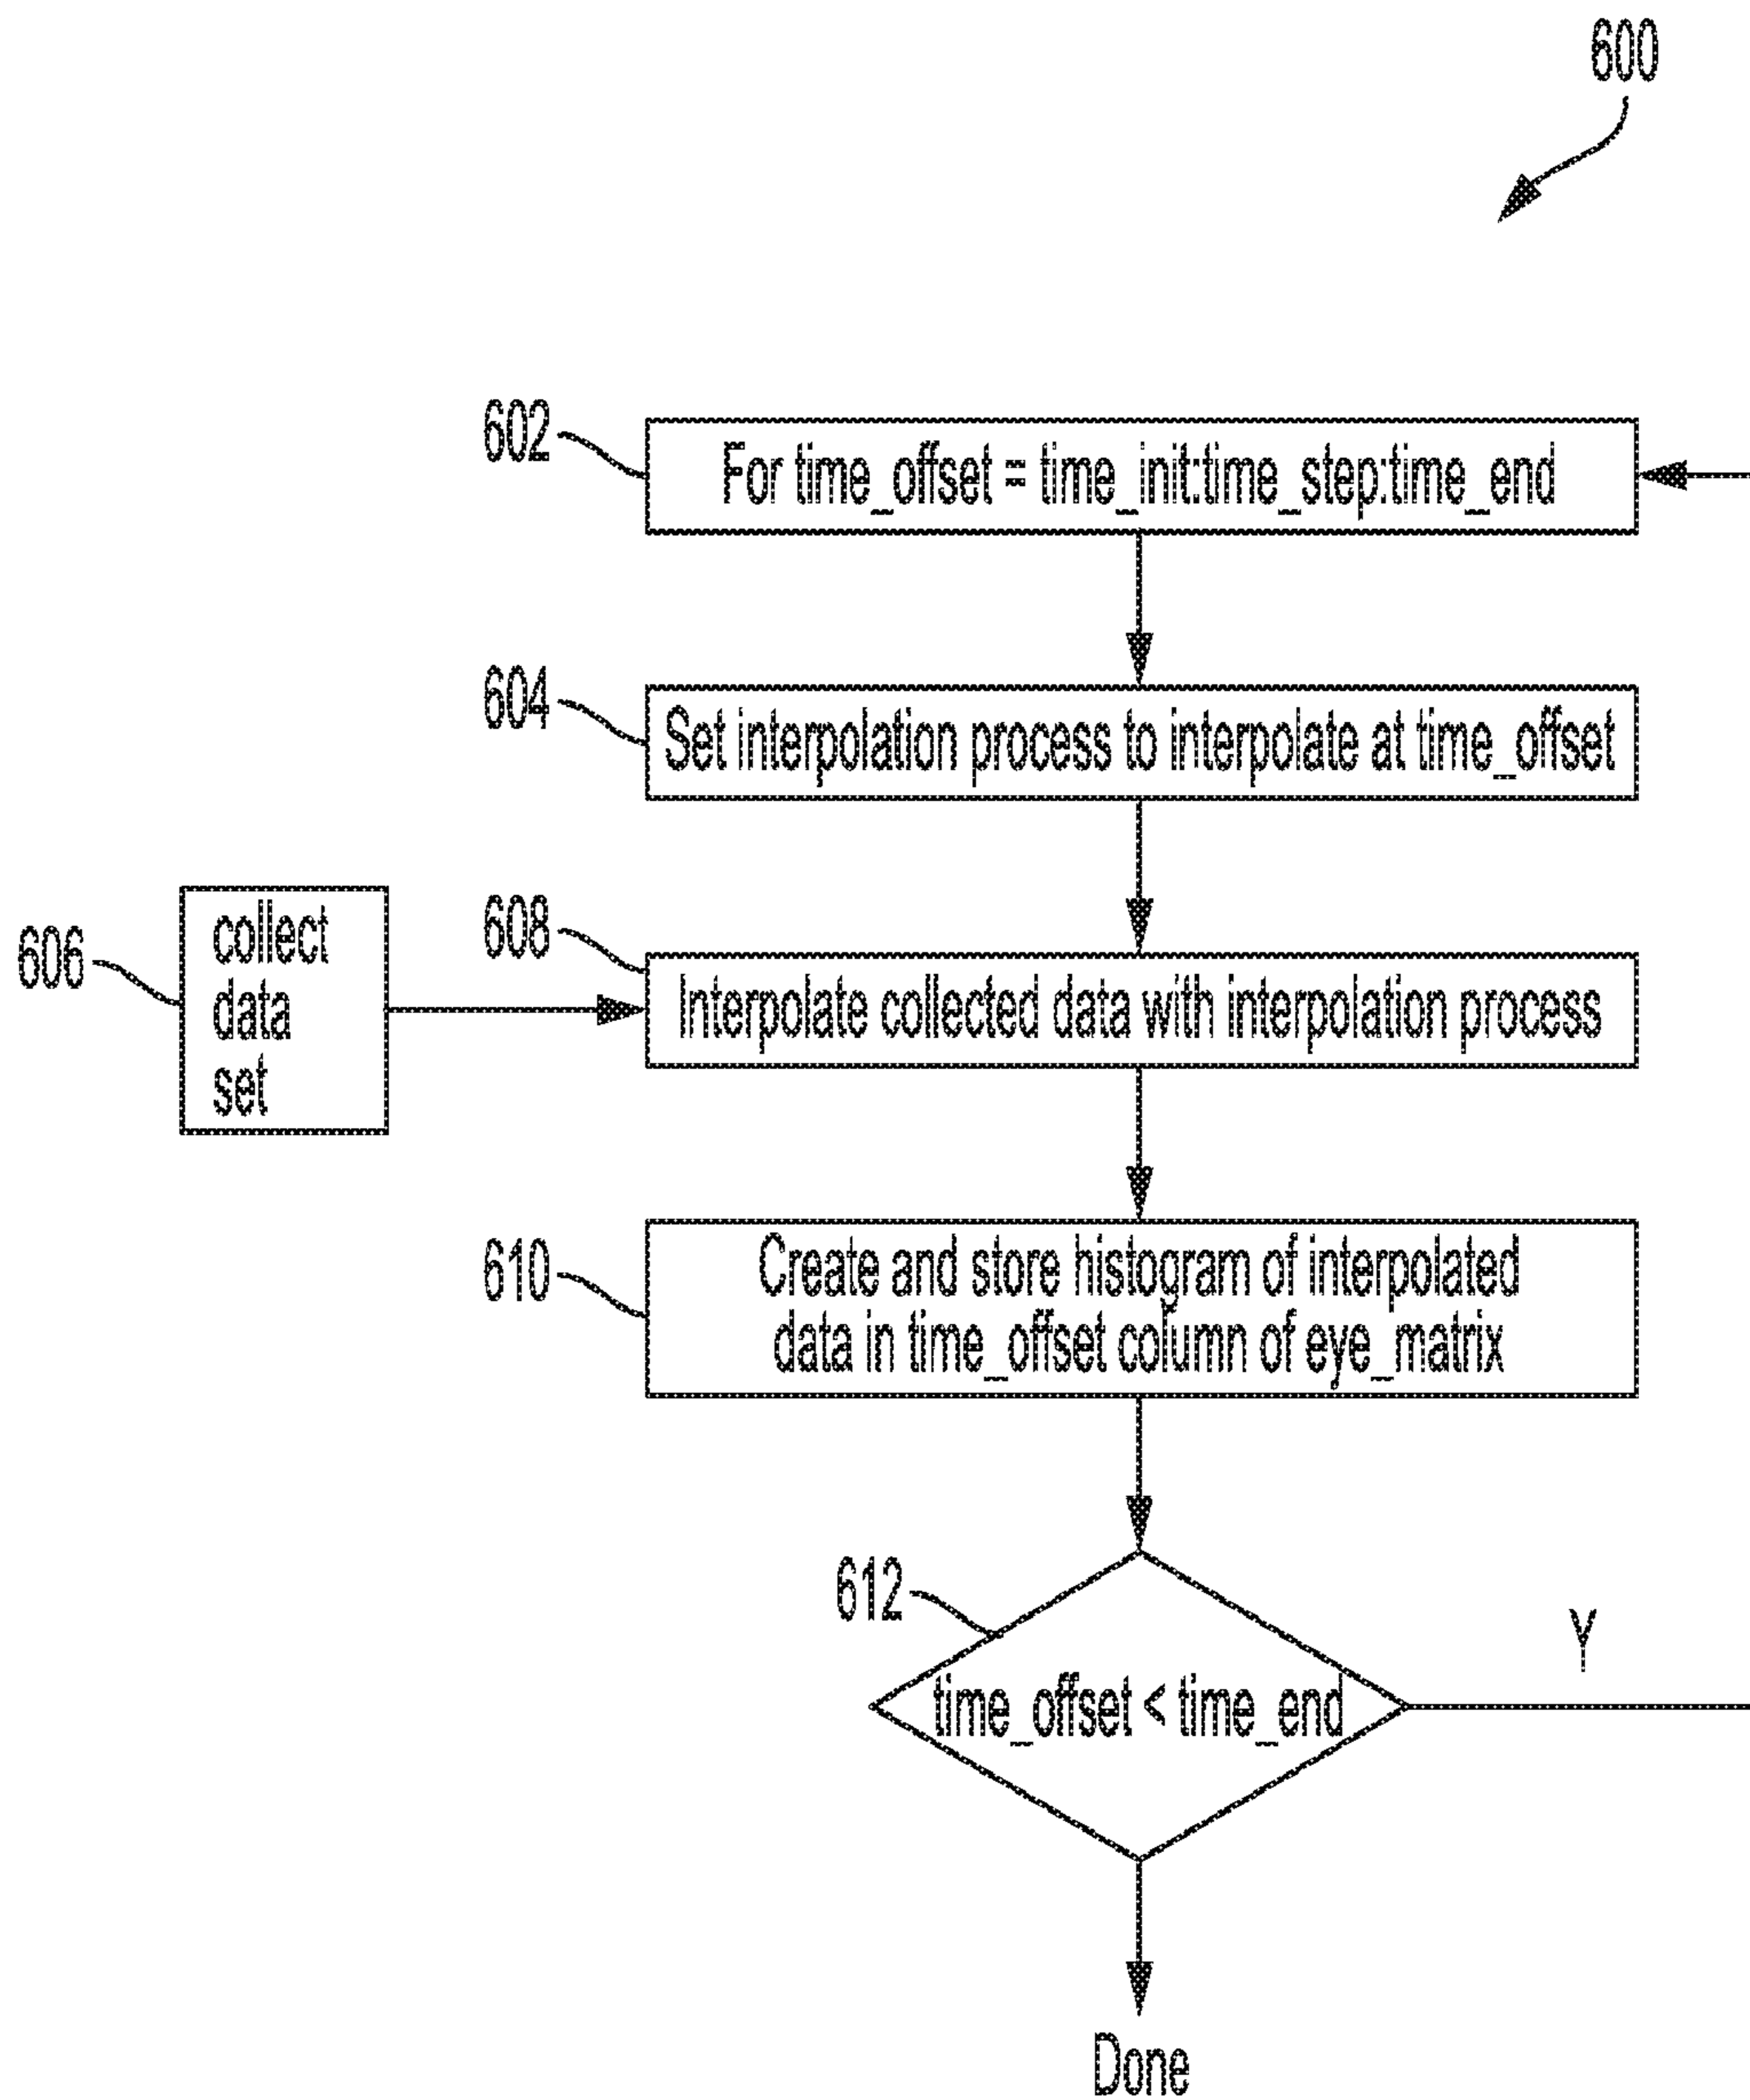 600
602
For time_offset = time_init:time_step:time_end
604
Set interpolation process to interpolate at time_offset
606
collect
data
set
608
Interpolate collected data with interpolation process
610
Create and store histogram of interpolated
data in time_offset column of eye_matrix
612
time_offset < time_end
Y
Done